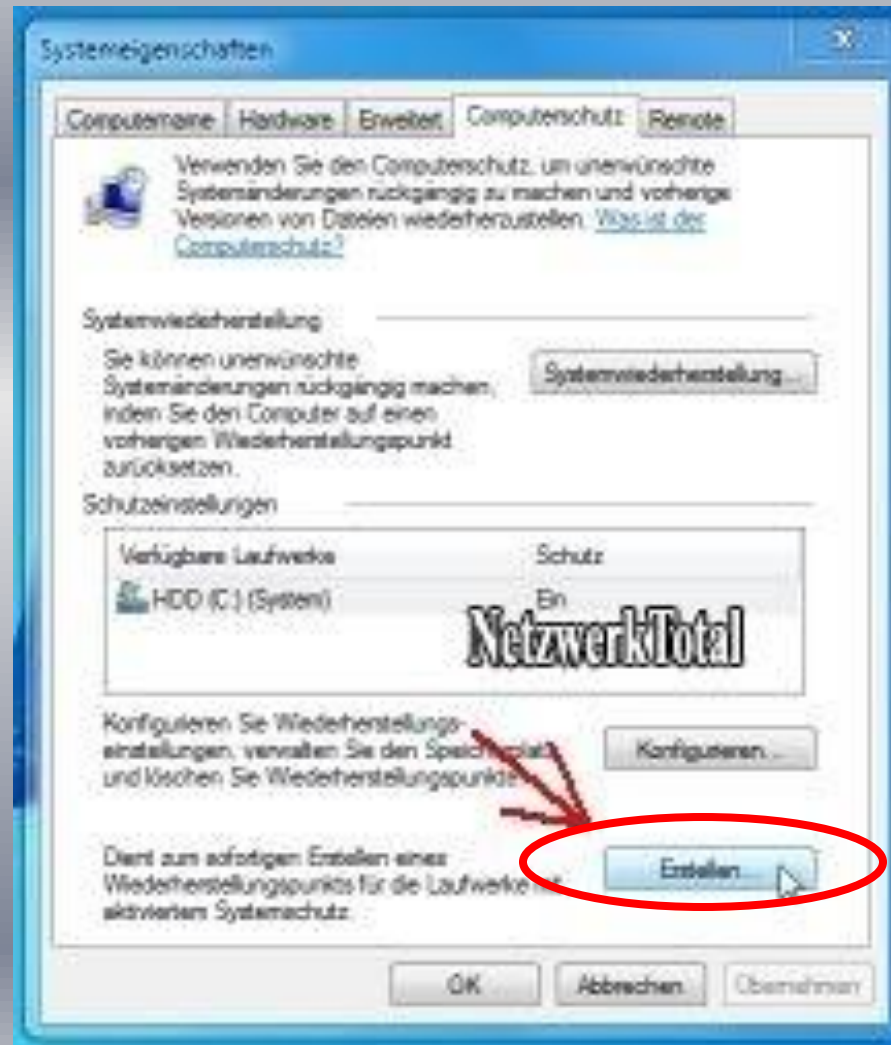 Systemeigenschaften
Computername Hardware Erweitert Computerschutz Remote
Verwenden Sie den Computerschutz, um unerwünschte
Systemänderungen rückgängig zu machen und vorherige
Versionen von Dateien wiederherzustellen. Was ist der
Computerschutz?
Systemwiederherstellung
Sie können unerwünschte
Systemänderungen rückgängig machen,
indem Sie den Computer auf einen
vorherigen Wiederherstellungspunkt
zurücksetzen.
Systemwiederherstellung...
Schutzeinstellungen
Verfügbare Laufwerke Schutz
HDD (C:) (System) Ein
NetzwerkTotal
Konfigurieren Sie Wiederherstellungs-
einstellungen, verwalten Sie den Speicherplatz
und löschen Sie Wiederherstellungspunkte
Konfigurieren...
Dient zum sofortigen Erstellen eines
Wiederherstellungspunkts für die Laufwerke mit
aktiviertem Systemschutz.
Erstellen...
OK Abbrechen Übernehmen